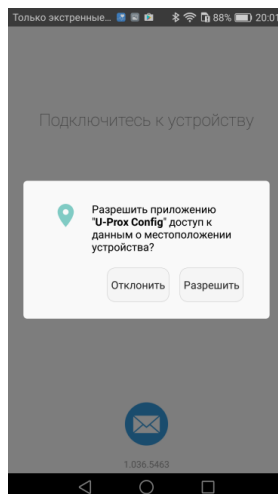 Только экстренные... 88% 20:01
Подключитесь к устройству
Разрешить приложению
"U-Prox Config" доступ к
данным о местоположении
устройства?
Отклонить Разрешить
1.036.5463